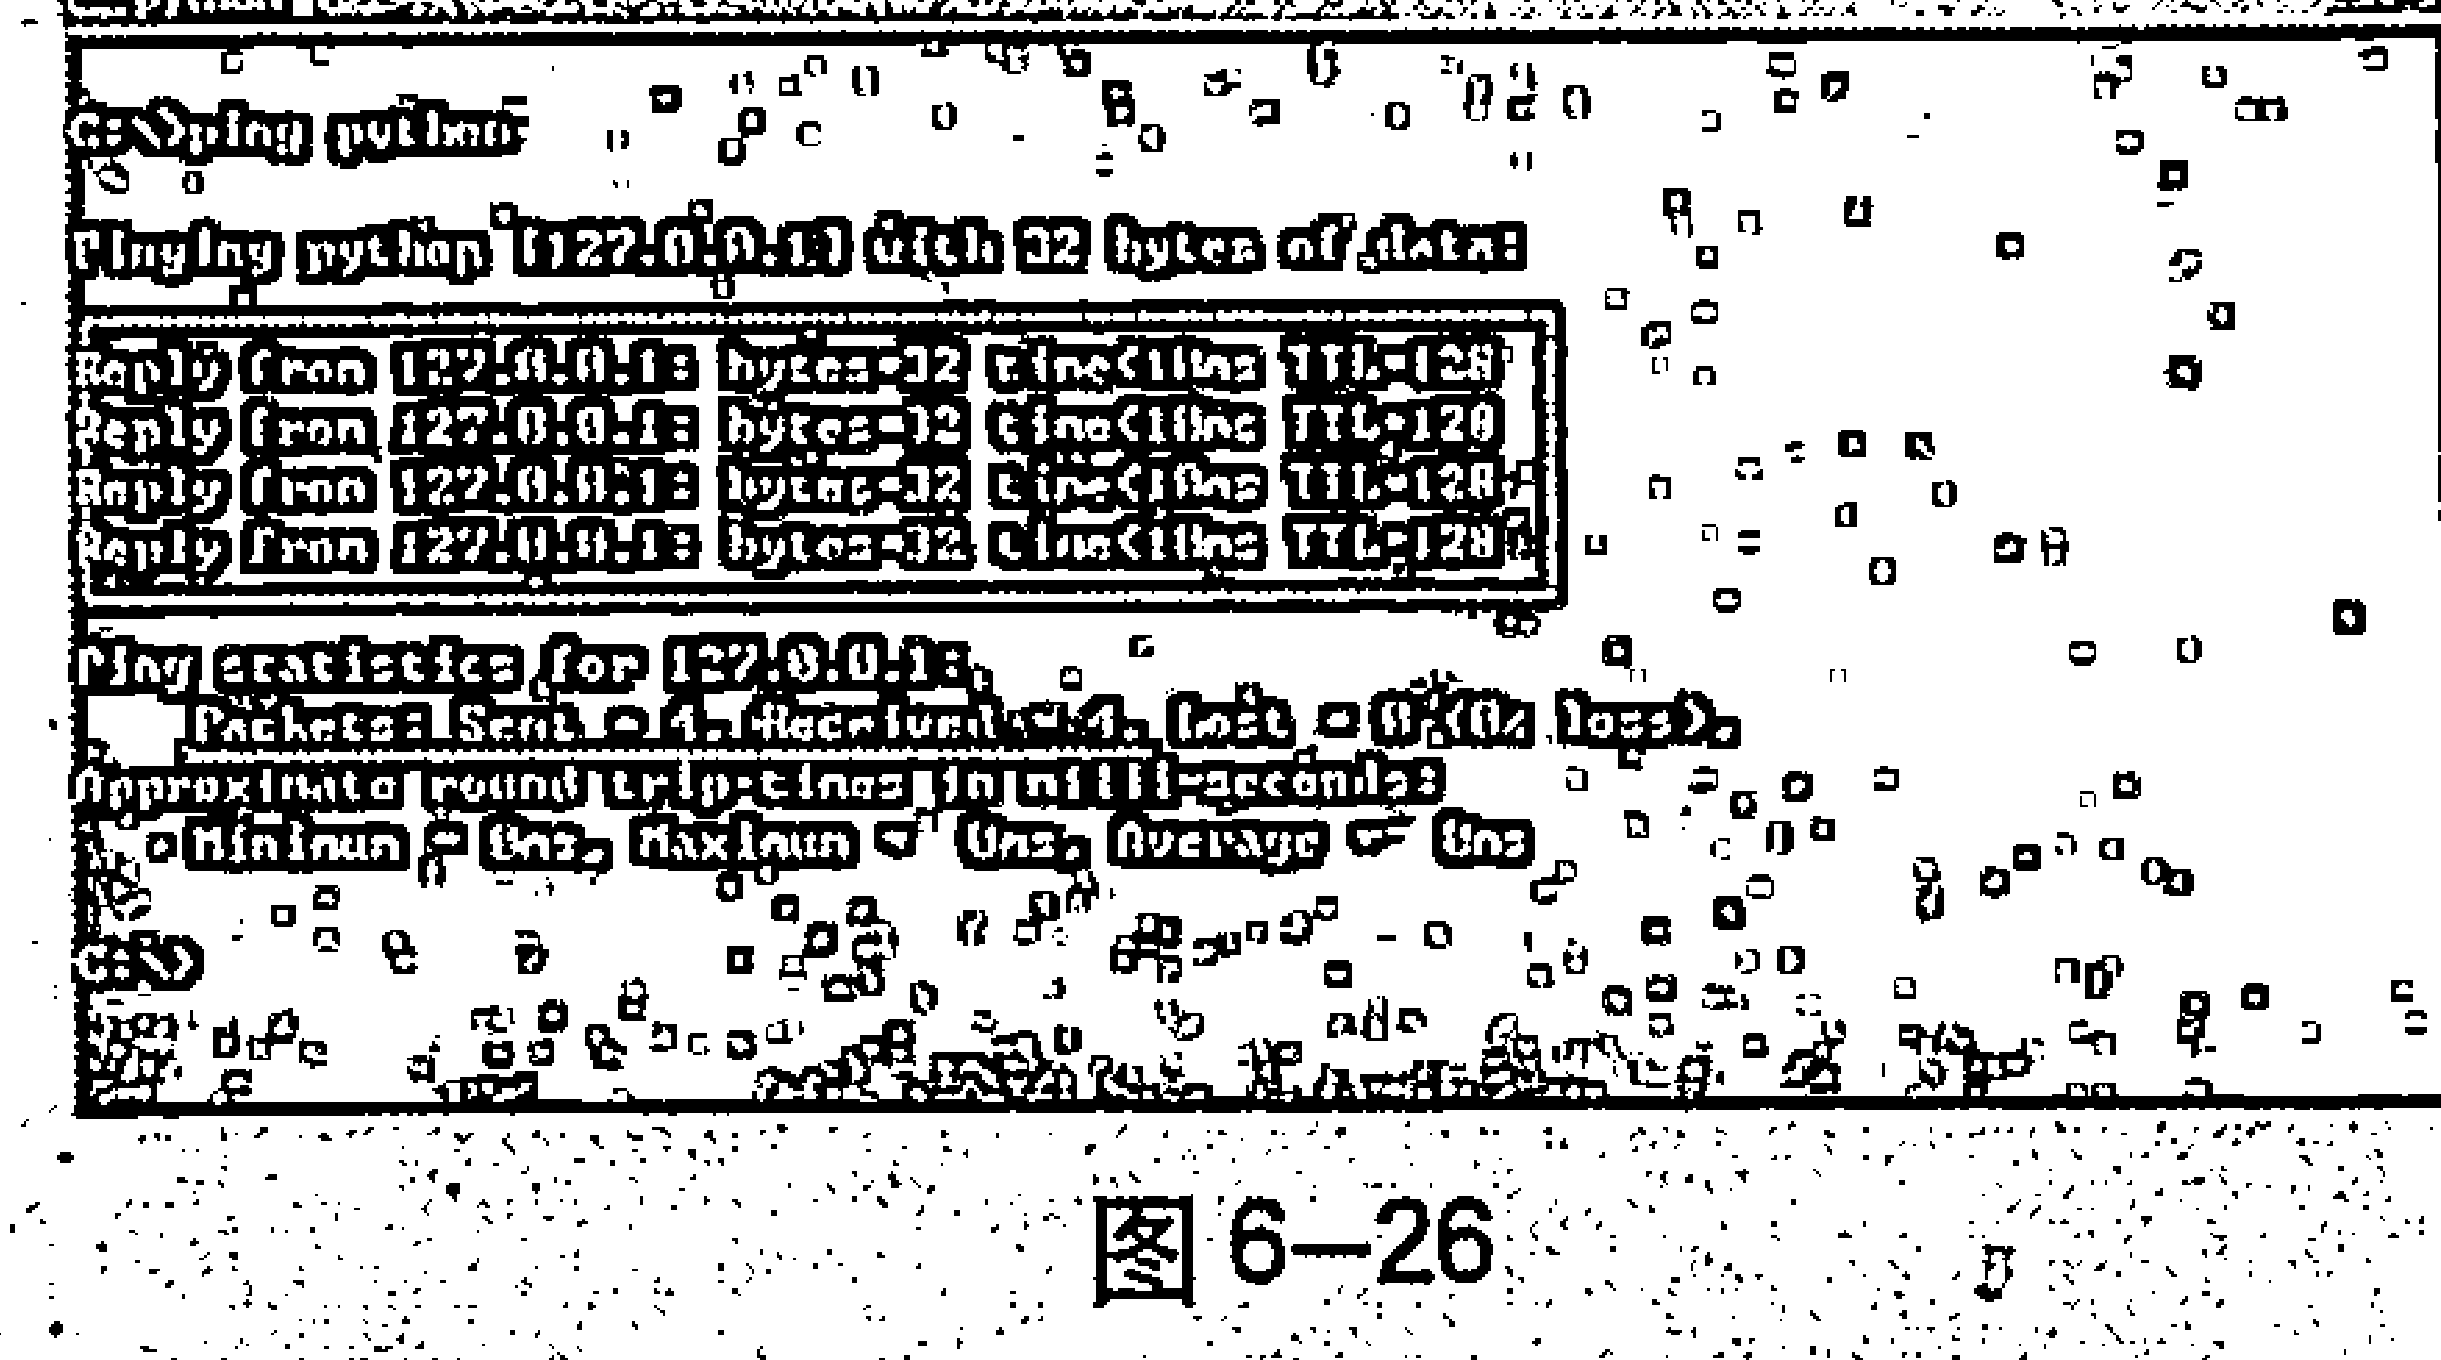 C:\>ping python
Pinging python [127.0.0.1] with 32 bytes of data:
Reply from 127.0.0.1: bytes=32 time<10ms TTL=128
Reply from 127.0.0.1: bytes=32 time<10ms TTL=128
Reply from 127.0.0.1: bytes=32 time<10ms TTL=128
Reply from 127.0.0.1: bytes=32 time<10ms TTL=128
Ping statistics for 127.0.0.1:
Packets: Sent = 4, Received = 4, Lost = 0 (0% loss),
Approximate round trip times in milli-seconds:
Minimum = 0ms, Maximum = 0ms, Average = 0ms
C:\>
图 6—26